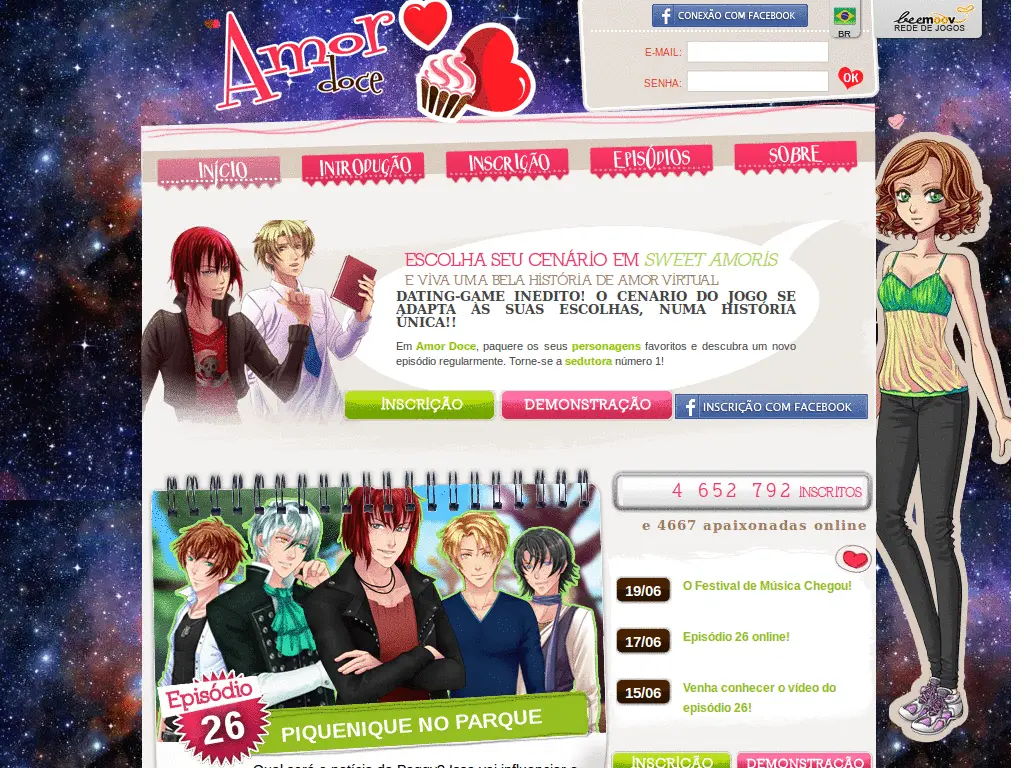 Amor
doce
CONEXÃO COM FACEBOOK
BR
beemoov
REDE DE JOGOS
E-MAIL:
SENHA:
OK
INÍCIO
INTRODUÇÃO
INSCRIÇÃO
EPISÓDIOS
SOBRE
ESCOLHA SEU CENÁRIO EM SWEET AMORIS
E VIVA UMA BELA HISTÓRIA DE AMOR VIRTUAL
DATING-GAME INEDITO! O CENARIO DO JOGO SE
ADAPTA AS SUAS ESCOLHAS, NUMA HISTÓRIA
ÚNICA!!
Em Amor Doce, paquere os seus personagens favoritos e descubra um novo
episódio regularmente. Torne-se a sedutora número 1!
INSCRIÇÃO
DEMONSTRAÇÃO
INSCRIÇÃO COM FACEBOOK
4 652 792 INSCRITOS
e 4667 apaixonadas online
19/06
O Festival de Música Chegou!
17/06
Episódio 26 online!
15/06
Venha conhecer o vídeo do
episódio 26!
Episódio
26
PIQUENIQUE NO PARQUE
INSCRIÇÃO
DEMONSTRAÇÃO